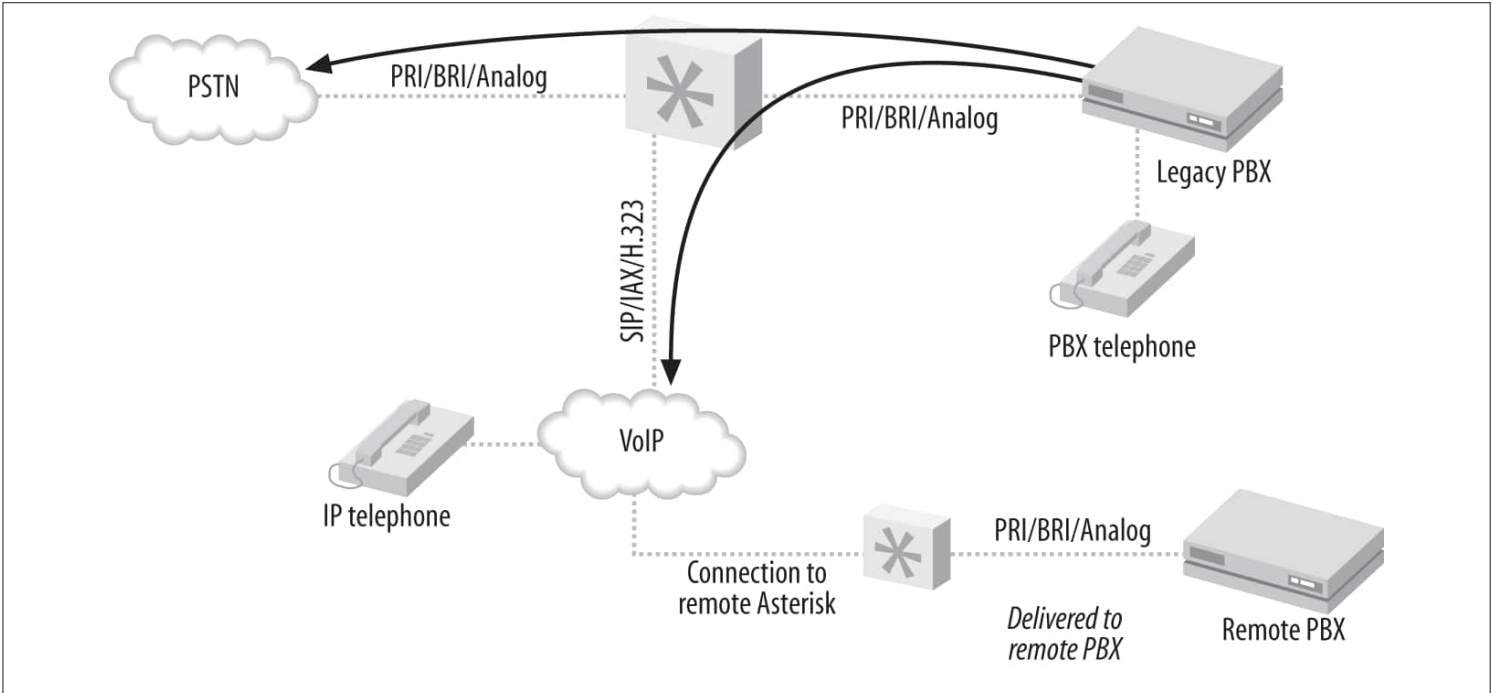 PSTN
PRI/BRI/Analog
PRI/BRI/Analog
Legacy PBX
SIP/IAX/H.323
PBX telephone
VoIP
IP telephone
PRI/BRI/Analog
Connection to
remote Asterisk
Delivered to
remote PBX
Remote PBX